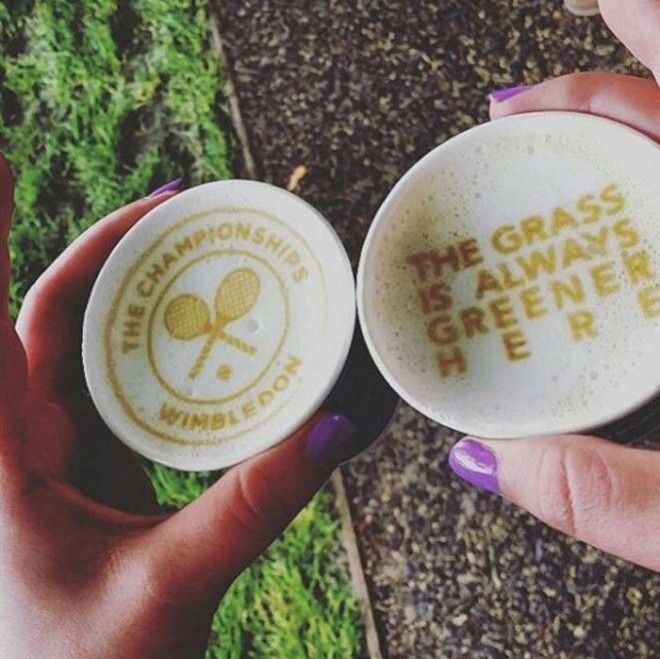 THE CHAMPIONSHIPS
WIMBLEDON
THE GRASS
IS ALWAYS
GREENER
HERE